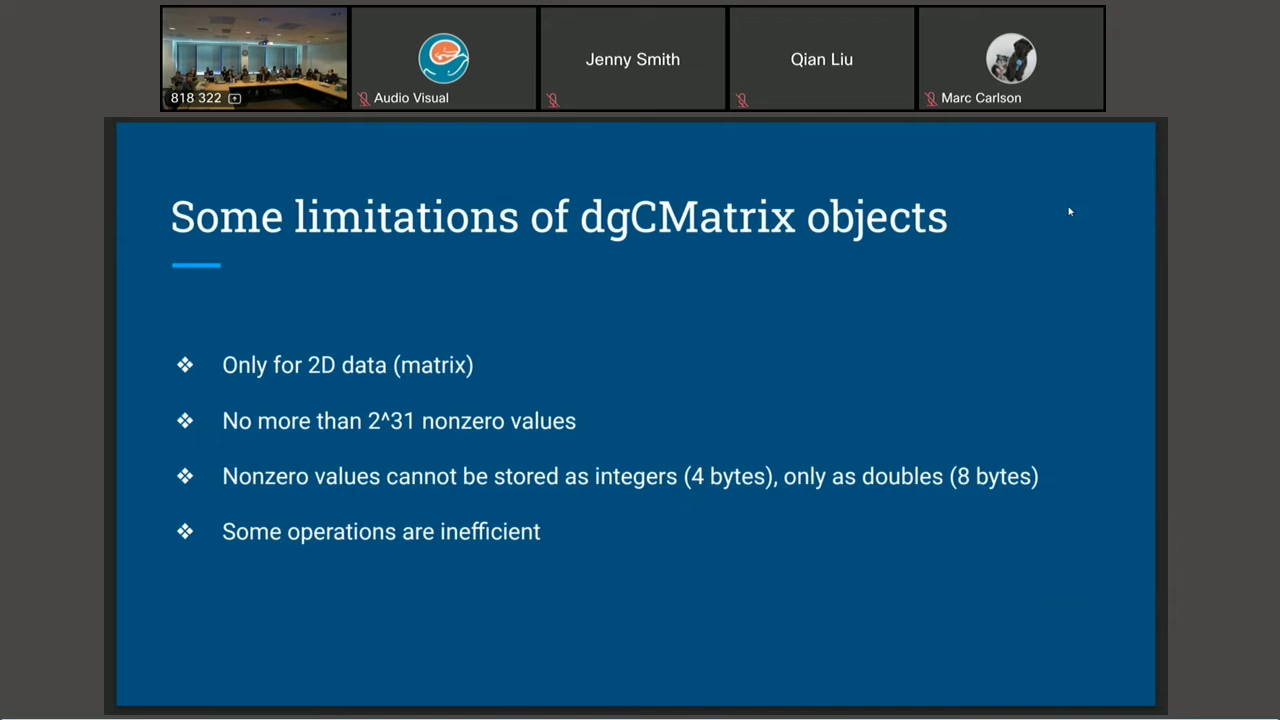 818 322
Audio Visual
Jenny Smith
Qian Liu
Marc Carlson
Some limitations of dgCMatrix objects
❖ Only for 2D data (matrix)
❖ No more than 2^31 nonzero values
❖ Nonzero values cannot be stored as integers (4 bytes), only as doubles (8 bytes)
❖ Some operations are inefficient